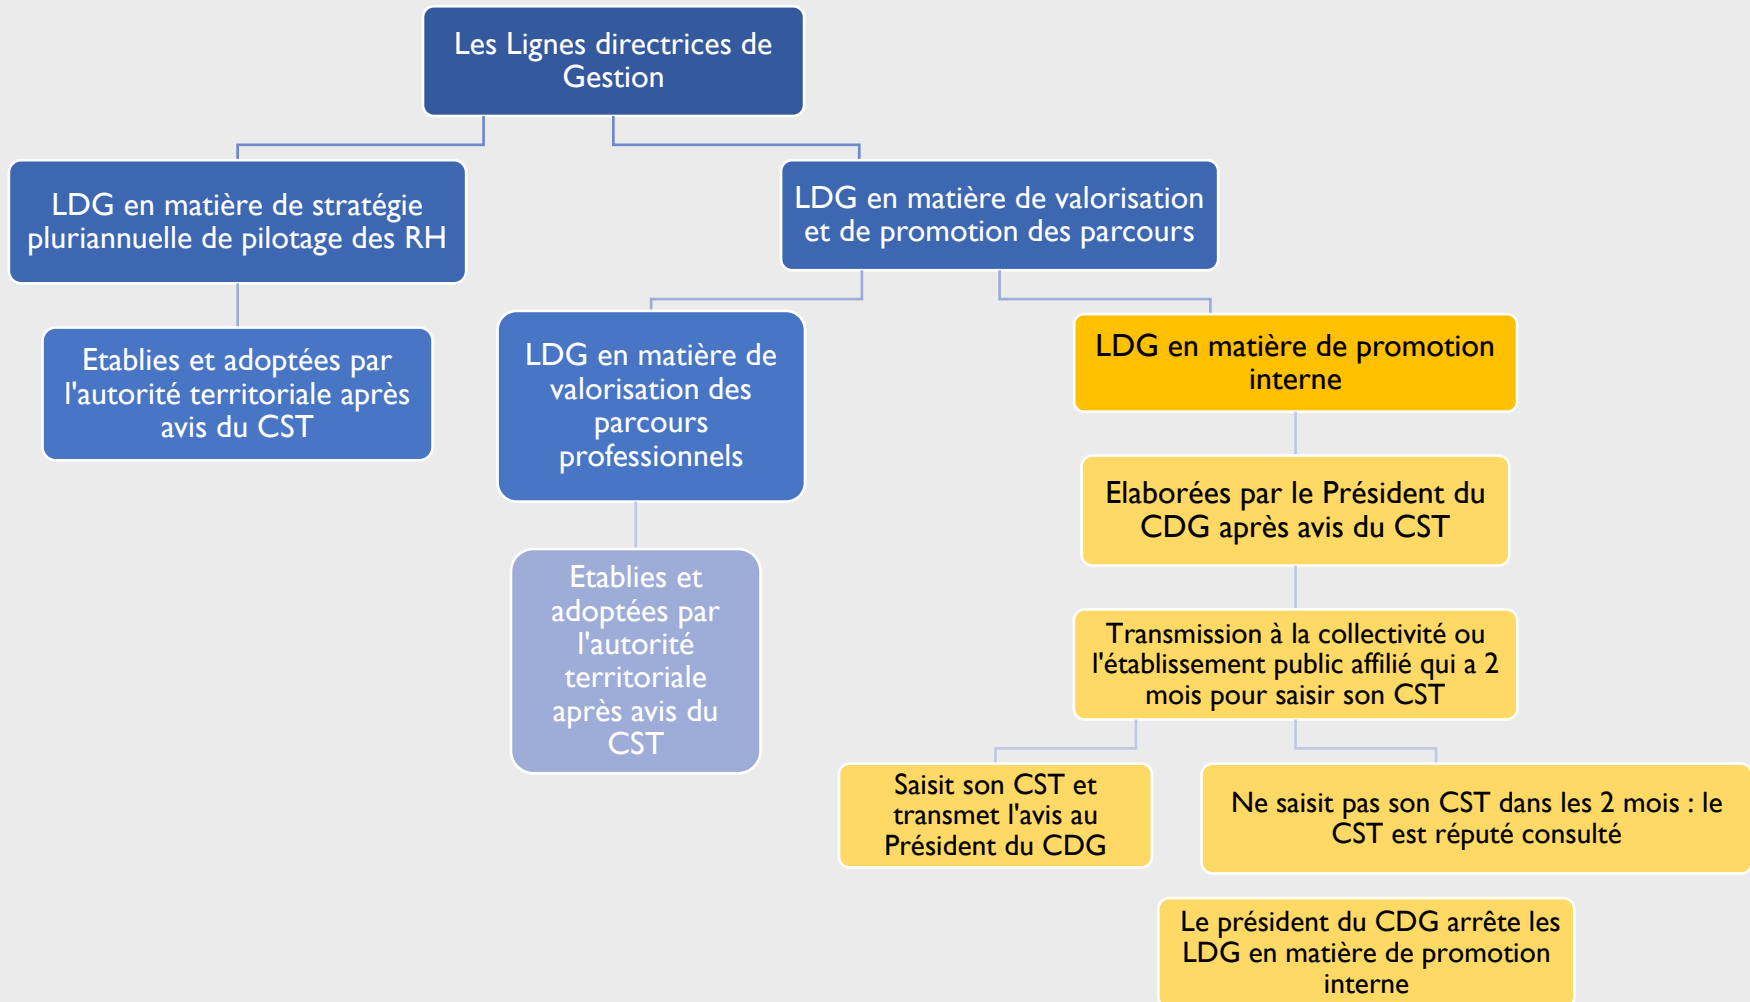 Les Lignes directrices de
Gestion
LDG en matière de stratégie
pluriannuelle de pilotage des RH
LDG en matière de valorisation
et de promotion des parcours
Etablies et adoptées par
l'autorité territoriale après
avis du CST
LDG en matière de
valorisation des
parcours
professionnels
LDG en matière de promotion
interne
Etablies et
adoptées par
l'autorité
territoriale
après avis du
CST
Elaborées par le Président du
CDG après avis du CST
Transmission à la collectivité ou
l'établissement public affilié qui a 2
mois pour saisir son CST
Saisit son CST et
transmet l'avis au
Président du CDG
Ne saisit pas son CST dans les 2 mois : le
CST est réputé consulté
Le président du CDG arrête les
LDG en matière de promotion
interne